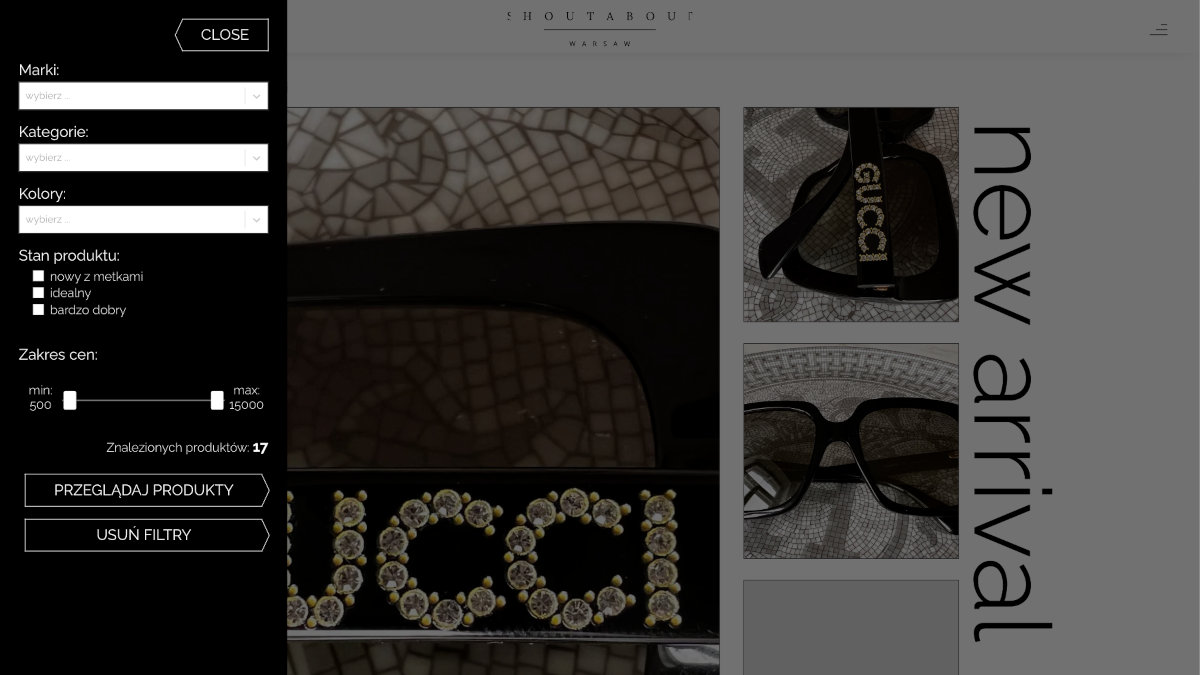 CLOSE
Marki:
wybierz ...
Kategorie:
wybierz ...
Kolory:
wybierz ...
Stan produktu:
nowy z metkami
idealny
bardzo dobry
Zakres cen:
min:
500
max:
15000
Znalezionych produktów: 17
PRZEGLĄDAJ PRODUKTY
USUŃ FILTRY
SHOUTABOUT
WARSAW
UCCI
GUCCI
new arrival